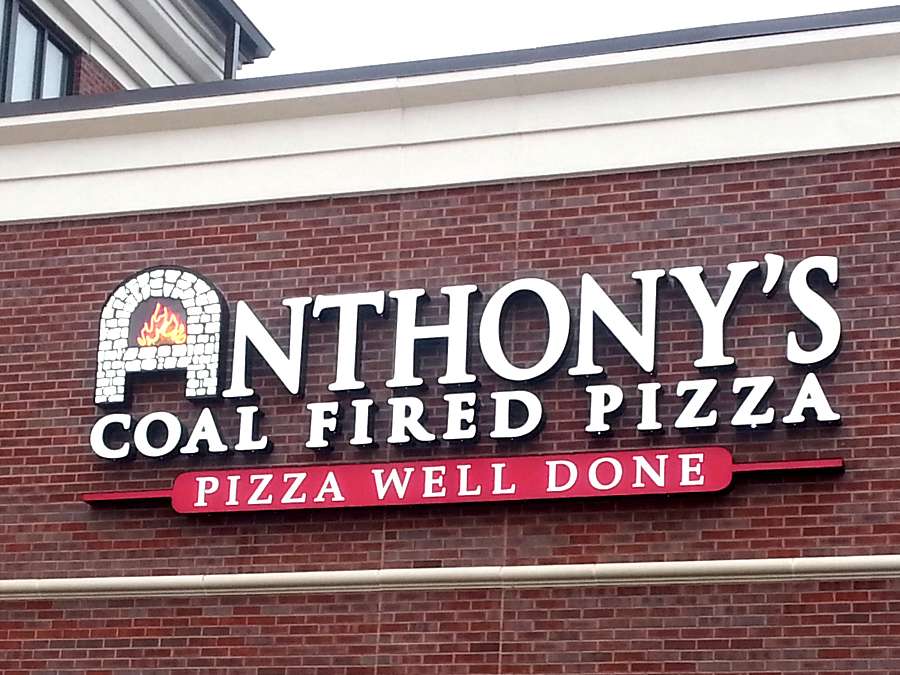 ANTHONY'S
COAL FIRED PIZZA
PIZZA WELL DONE